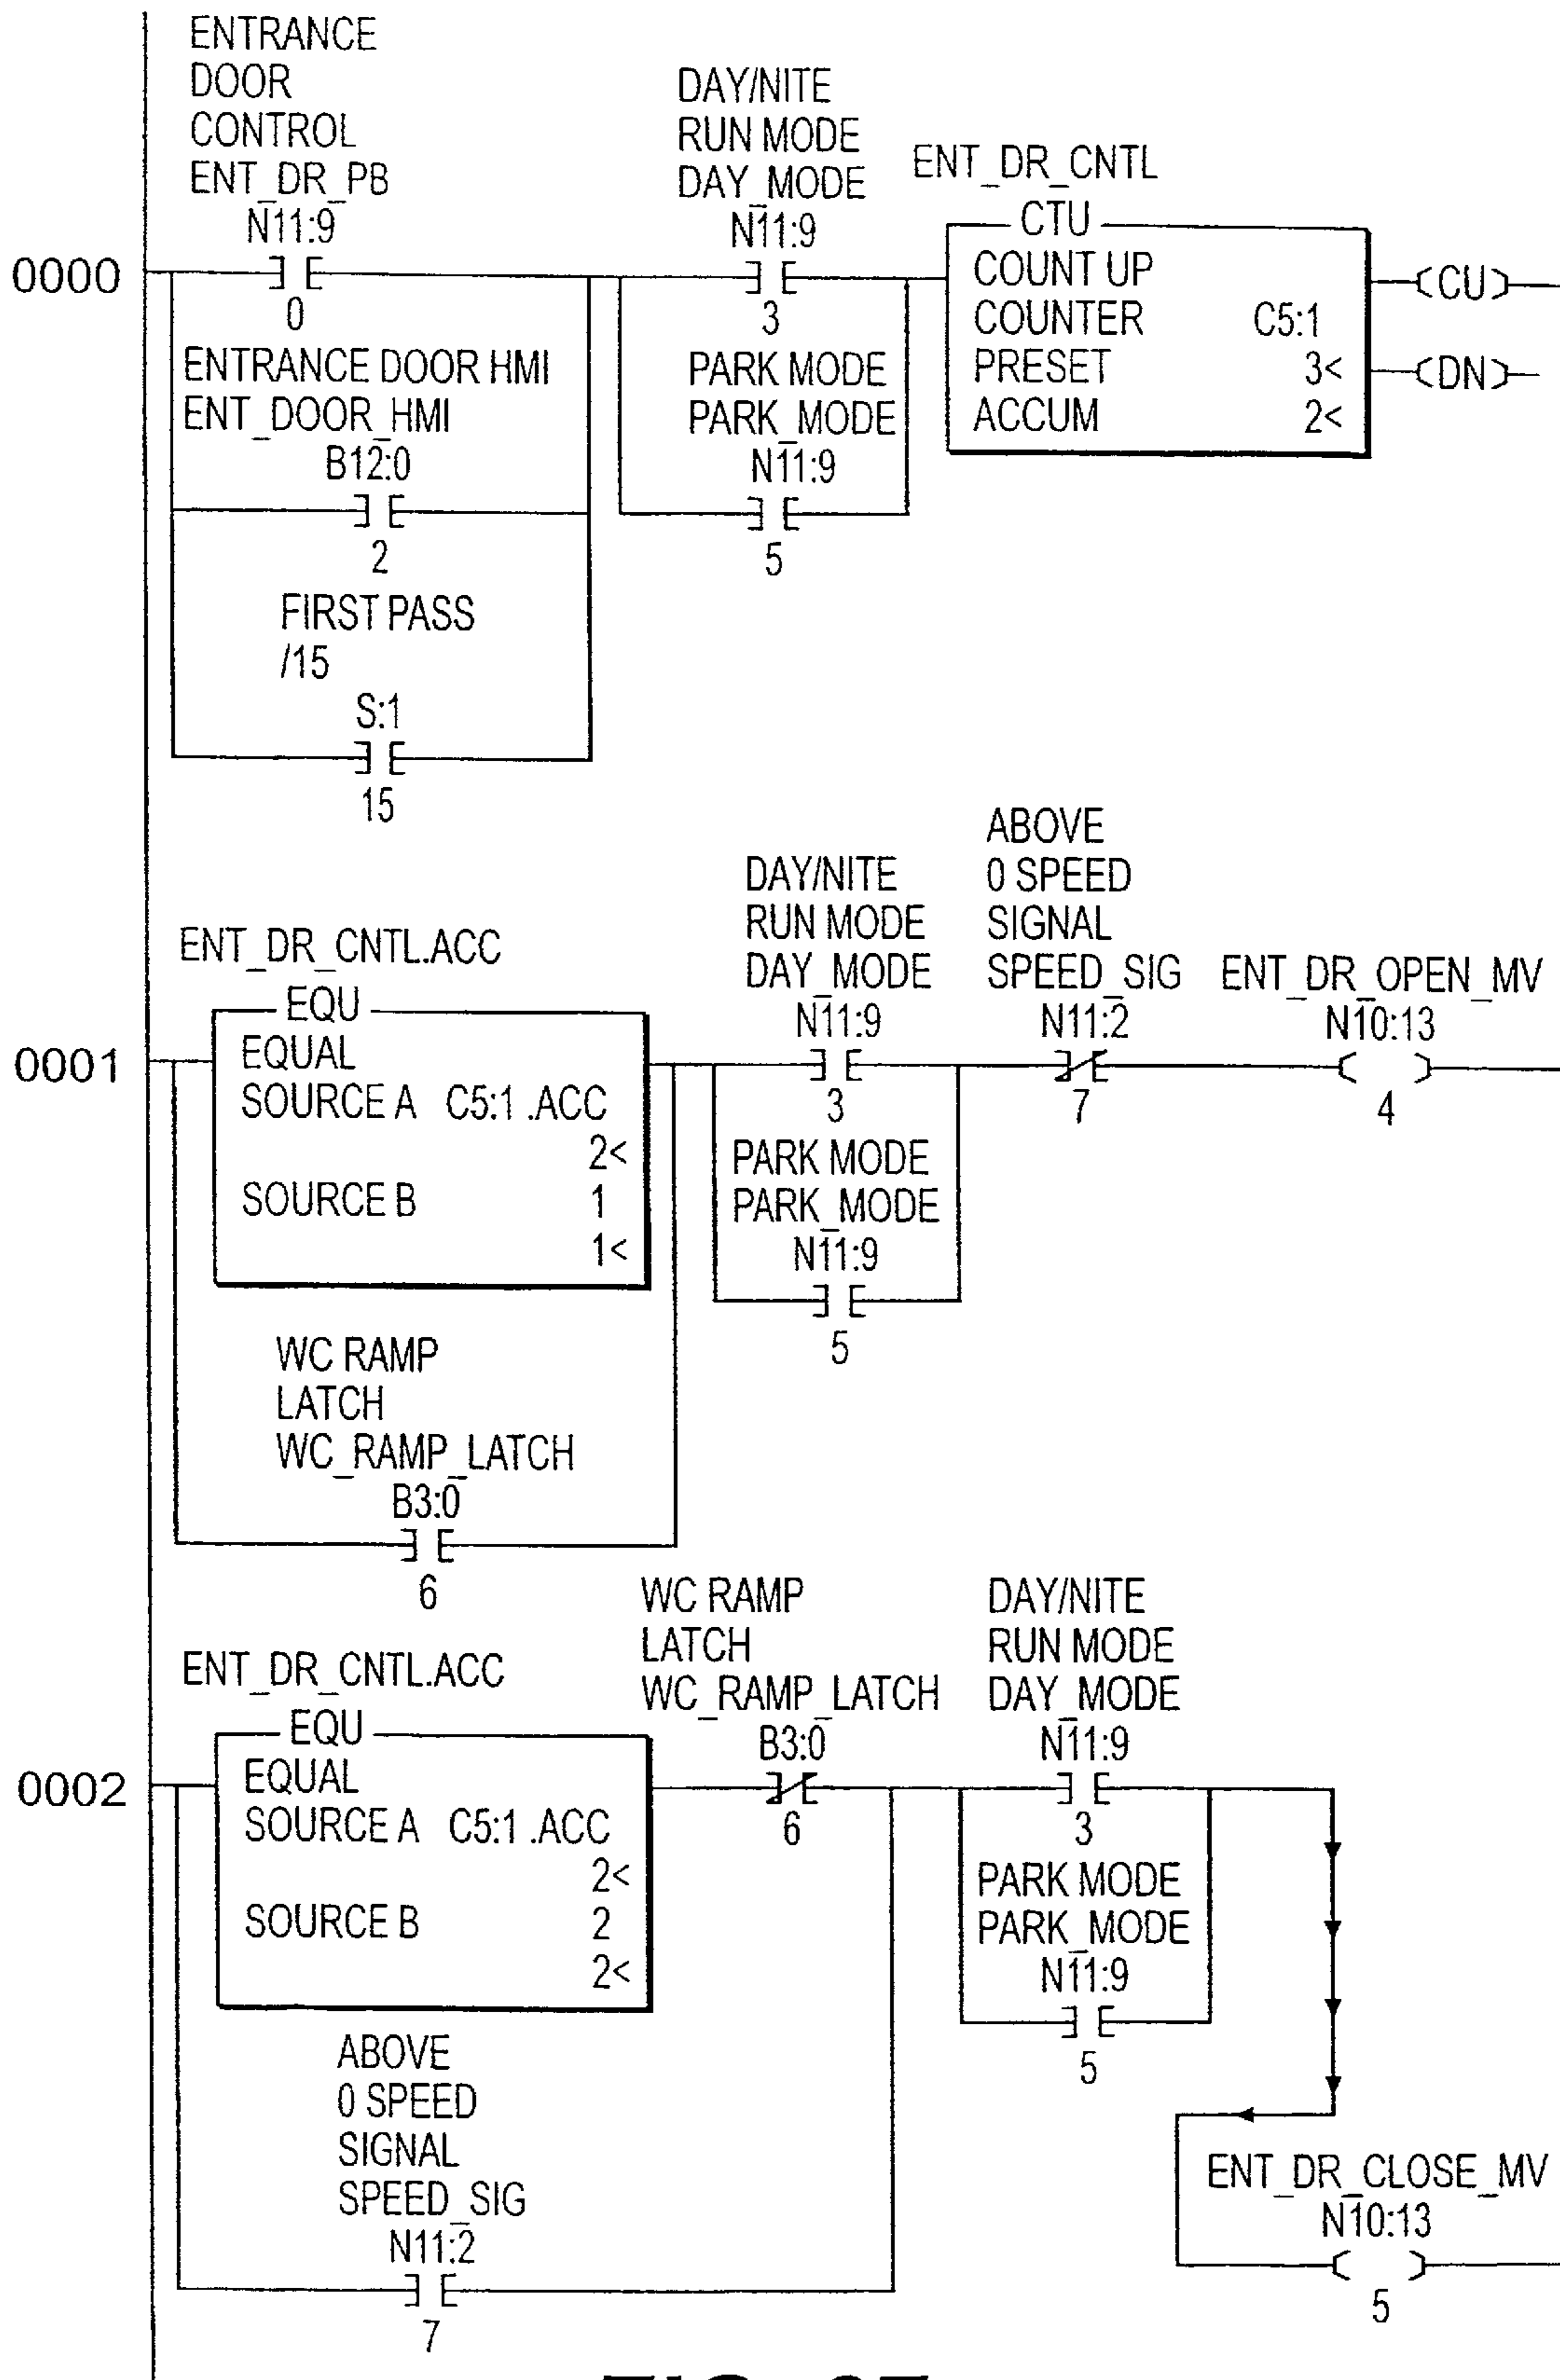 ENTRANCE
DOOR
CONTROL
ENT_DR_PB
N11:9
0
DAY/NITE
RUN MODE
DAY_MODE
N11:9
3
ENT_DR_CNTL
CTU
COUNT UP
COUNTER C5:1
PRESET 3<
ACCUM 2<
CU
DN
0000
ENTRANCE DOOR HMI
ENT_DOOR_HMI
B12:0
2
PARK MODE
PARK_MODE
N11:9
5
FIRST PASS
/15
S:1
15
0001
ENT_DR_CNTL.ACC
EQU
EQUAL
SOURCE A C5:1 .ACC
2<
SOURCE B 1
1<
DAY/NITE
RUN MODE
DAY_MODE
N11:9
3
ABOVE
0 SPEED
SIGNAL
SPEED_SIG
N11:2
7
ENT_DR_OPEN_MV
N10:13
4
PARK MODE
PARK_MODE
N11:9
5
WC RAMP
LATCH
WC_RAMP_LATCH
B3:0
6
0002
ENT_DR_CNTL.ACC
EQU
EQUAL
SOURCE A C5:1 .ACC
2<
SOURCE B 2
2<
WC RAMP
LATCH
WC_RAMP_LATCH
B3:0
6
DAY/NITE
RUN MODE
DAY_MODE
N11:9
3
PARK MODE
PARK_MODE
N11:9
5
ABOVE
0 SPEED
SIGNAL
SPEED_SIG
N11:2
7
ENT_DR_CLOSE_MV
N10:13
5